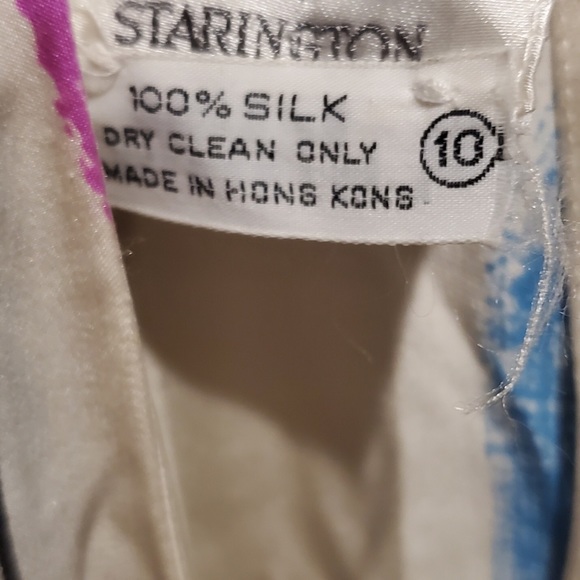 STARINGTON
100% SILK
DRY CLEAN ONLY
MADE IN HONG KONG
10